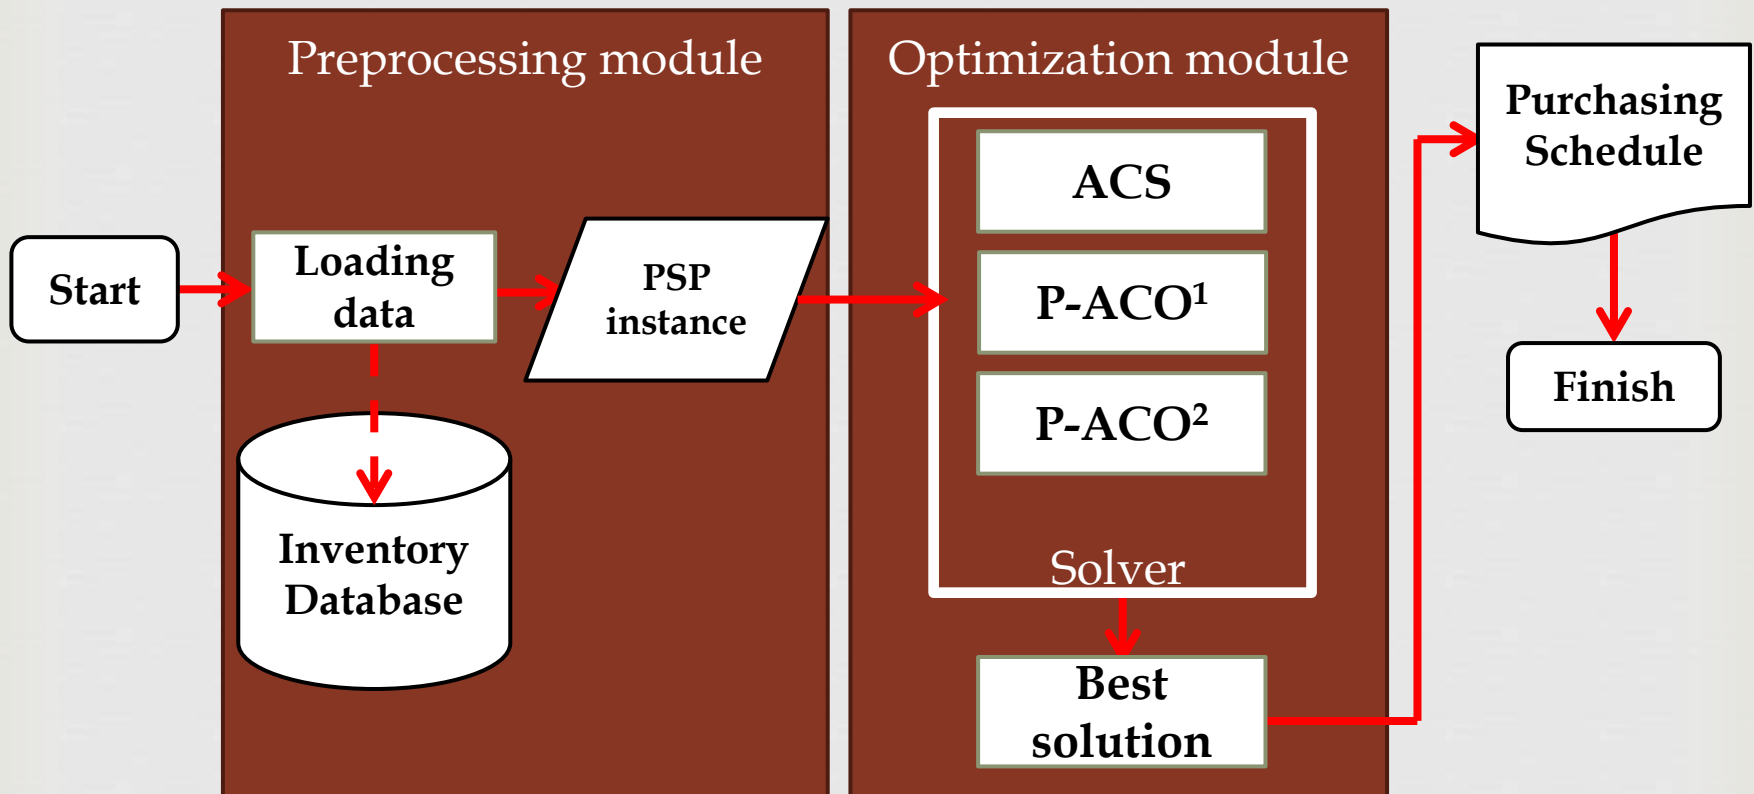 Preprocessing module
Optimization module
Start
Loading
data
PSP
instance
Inventory
Database
ACS
P-ACO¹
P-ACO²
Solver
Best
solution
Purchasing
Schedule
Finish